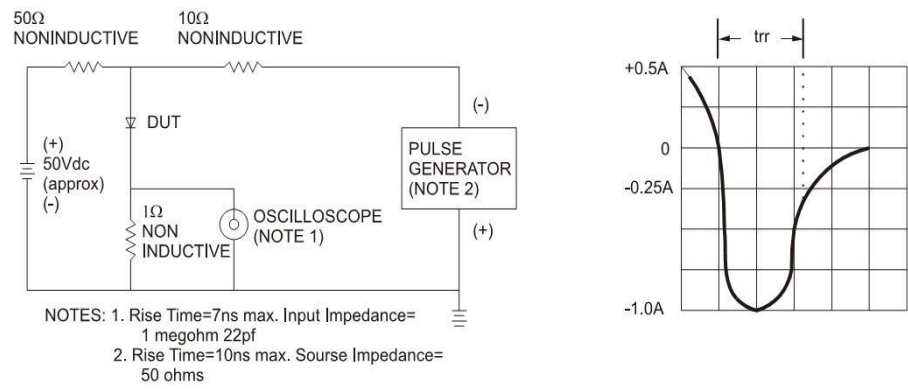 50Ω
NONINDUCTIVE
10Ω
NONINDUCTIVE
DUT
(+)
50Vdc
(approx)
(-)
1Ω
NON
INDUCTIVE
OSCILLOSCOPE
(NOTE 1)
(-)
PULSE
GENERATOR
(NOTE 2)
(+)
NOTES: 1. Rise Time=7ns max. Input Impedance=
1 megohm 22pf
2. Rise Time=10ns max. Sourse Impedance=
50 ohms
trr
+0.5A
0
-0.25A
-1.0A